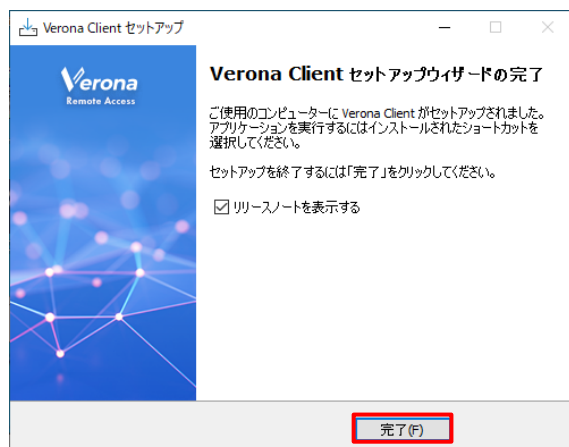 Verona Client セットアップ
Verona
Remote Access
Verona Client セットアップウィザードの完了
ご使用のコンピューターに Verona Client がセットアップされました。
アプリケーションを実行するにはインストールされたショートカットを
選択してください。
セットアップを終了するには「完了」をクリックしてください。
リリースノートを表示する
完了(F)